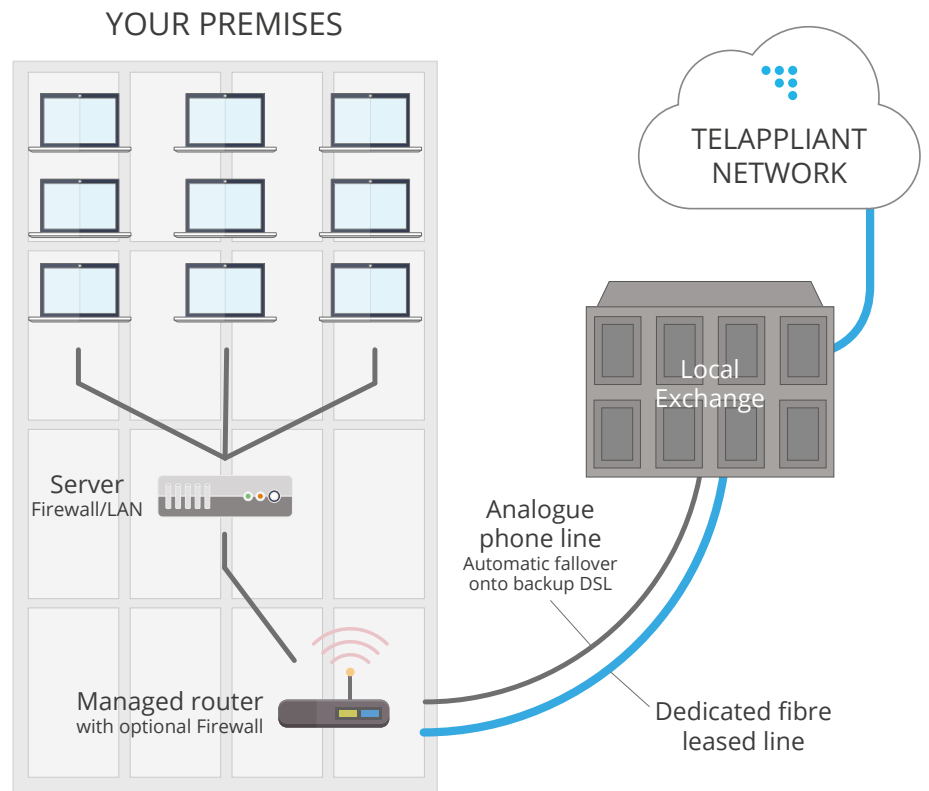 YOUR PREMISES
TELAPPLIANT
NETWORK
Local
Exchange
Server
Firewall/LAN
Analogue
phone line
Automatic fallover
onto backup DSL
Managed router
with optional Firewall
Dedicated fibre
leased line